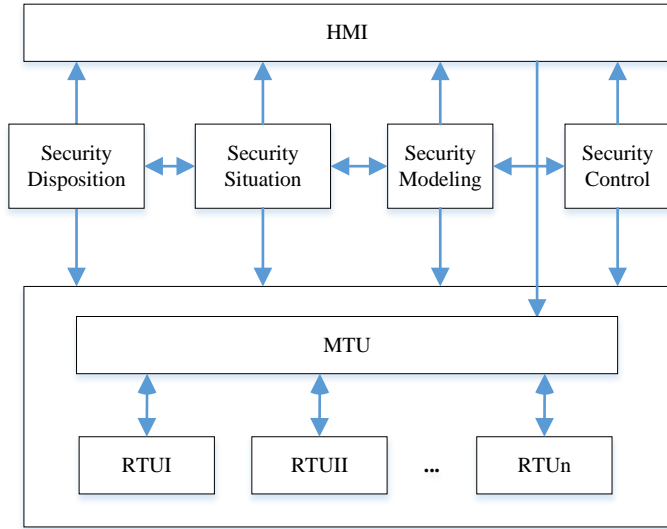 HMI
Security
Disposition
Security
Situation
Security
Modeling
Security
Control
MTU
RTUI
RTUII
...
RTUn